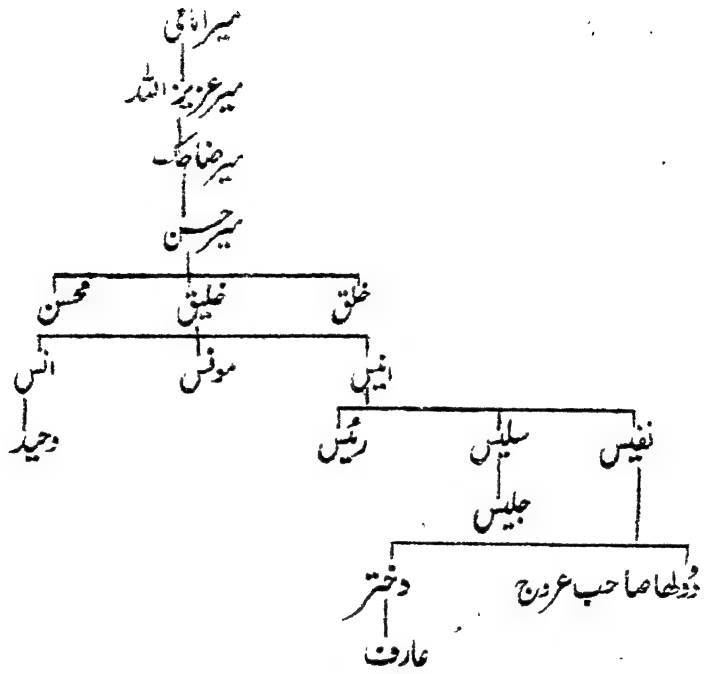 میر امامی
میر عزیز اللہ
میر ضاحک
میر حسن
خلق خلیق محسن
انیس مونس انس
نفیس سلیس رئیس وحید
جلیس
دولھا صاحب عروج دختر
عارف